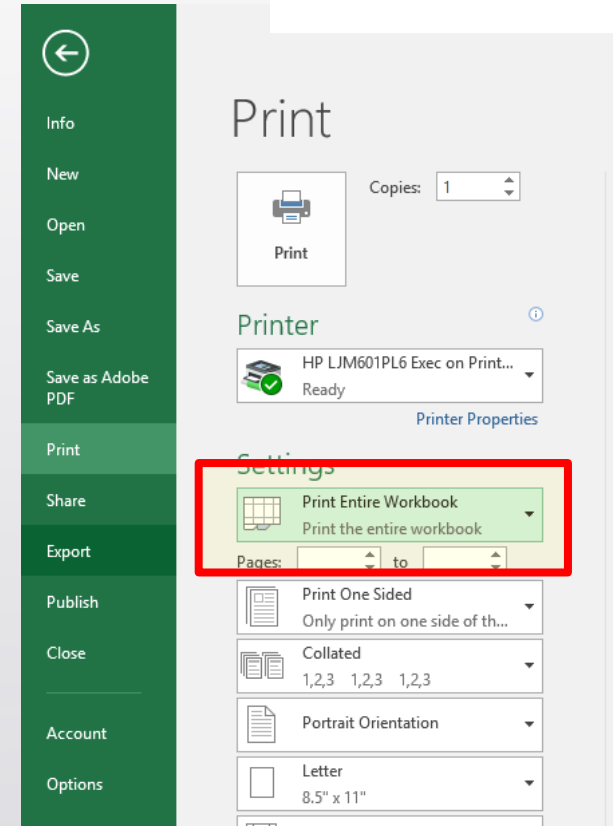 Info
New
Open
Save
Save As
Save as Adobe
PDF
Print
Share
Export
Publish
Close
Account
Options
Print
Copies: 1
Print
Printer
HP LJM601PL6 Exec on Print...
Ready
Printer Properties
Settings
Print Entire Workbook
Print the entire workbook
Pages: to
Print One Sided
Only print on one side of th...
Collated
1,2,3 1,2,3 1,2,3
Portrait Orientation
Letter
8.5" x 11"